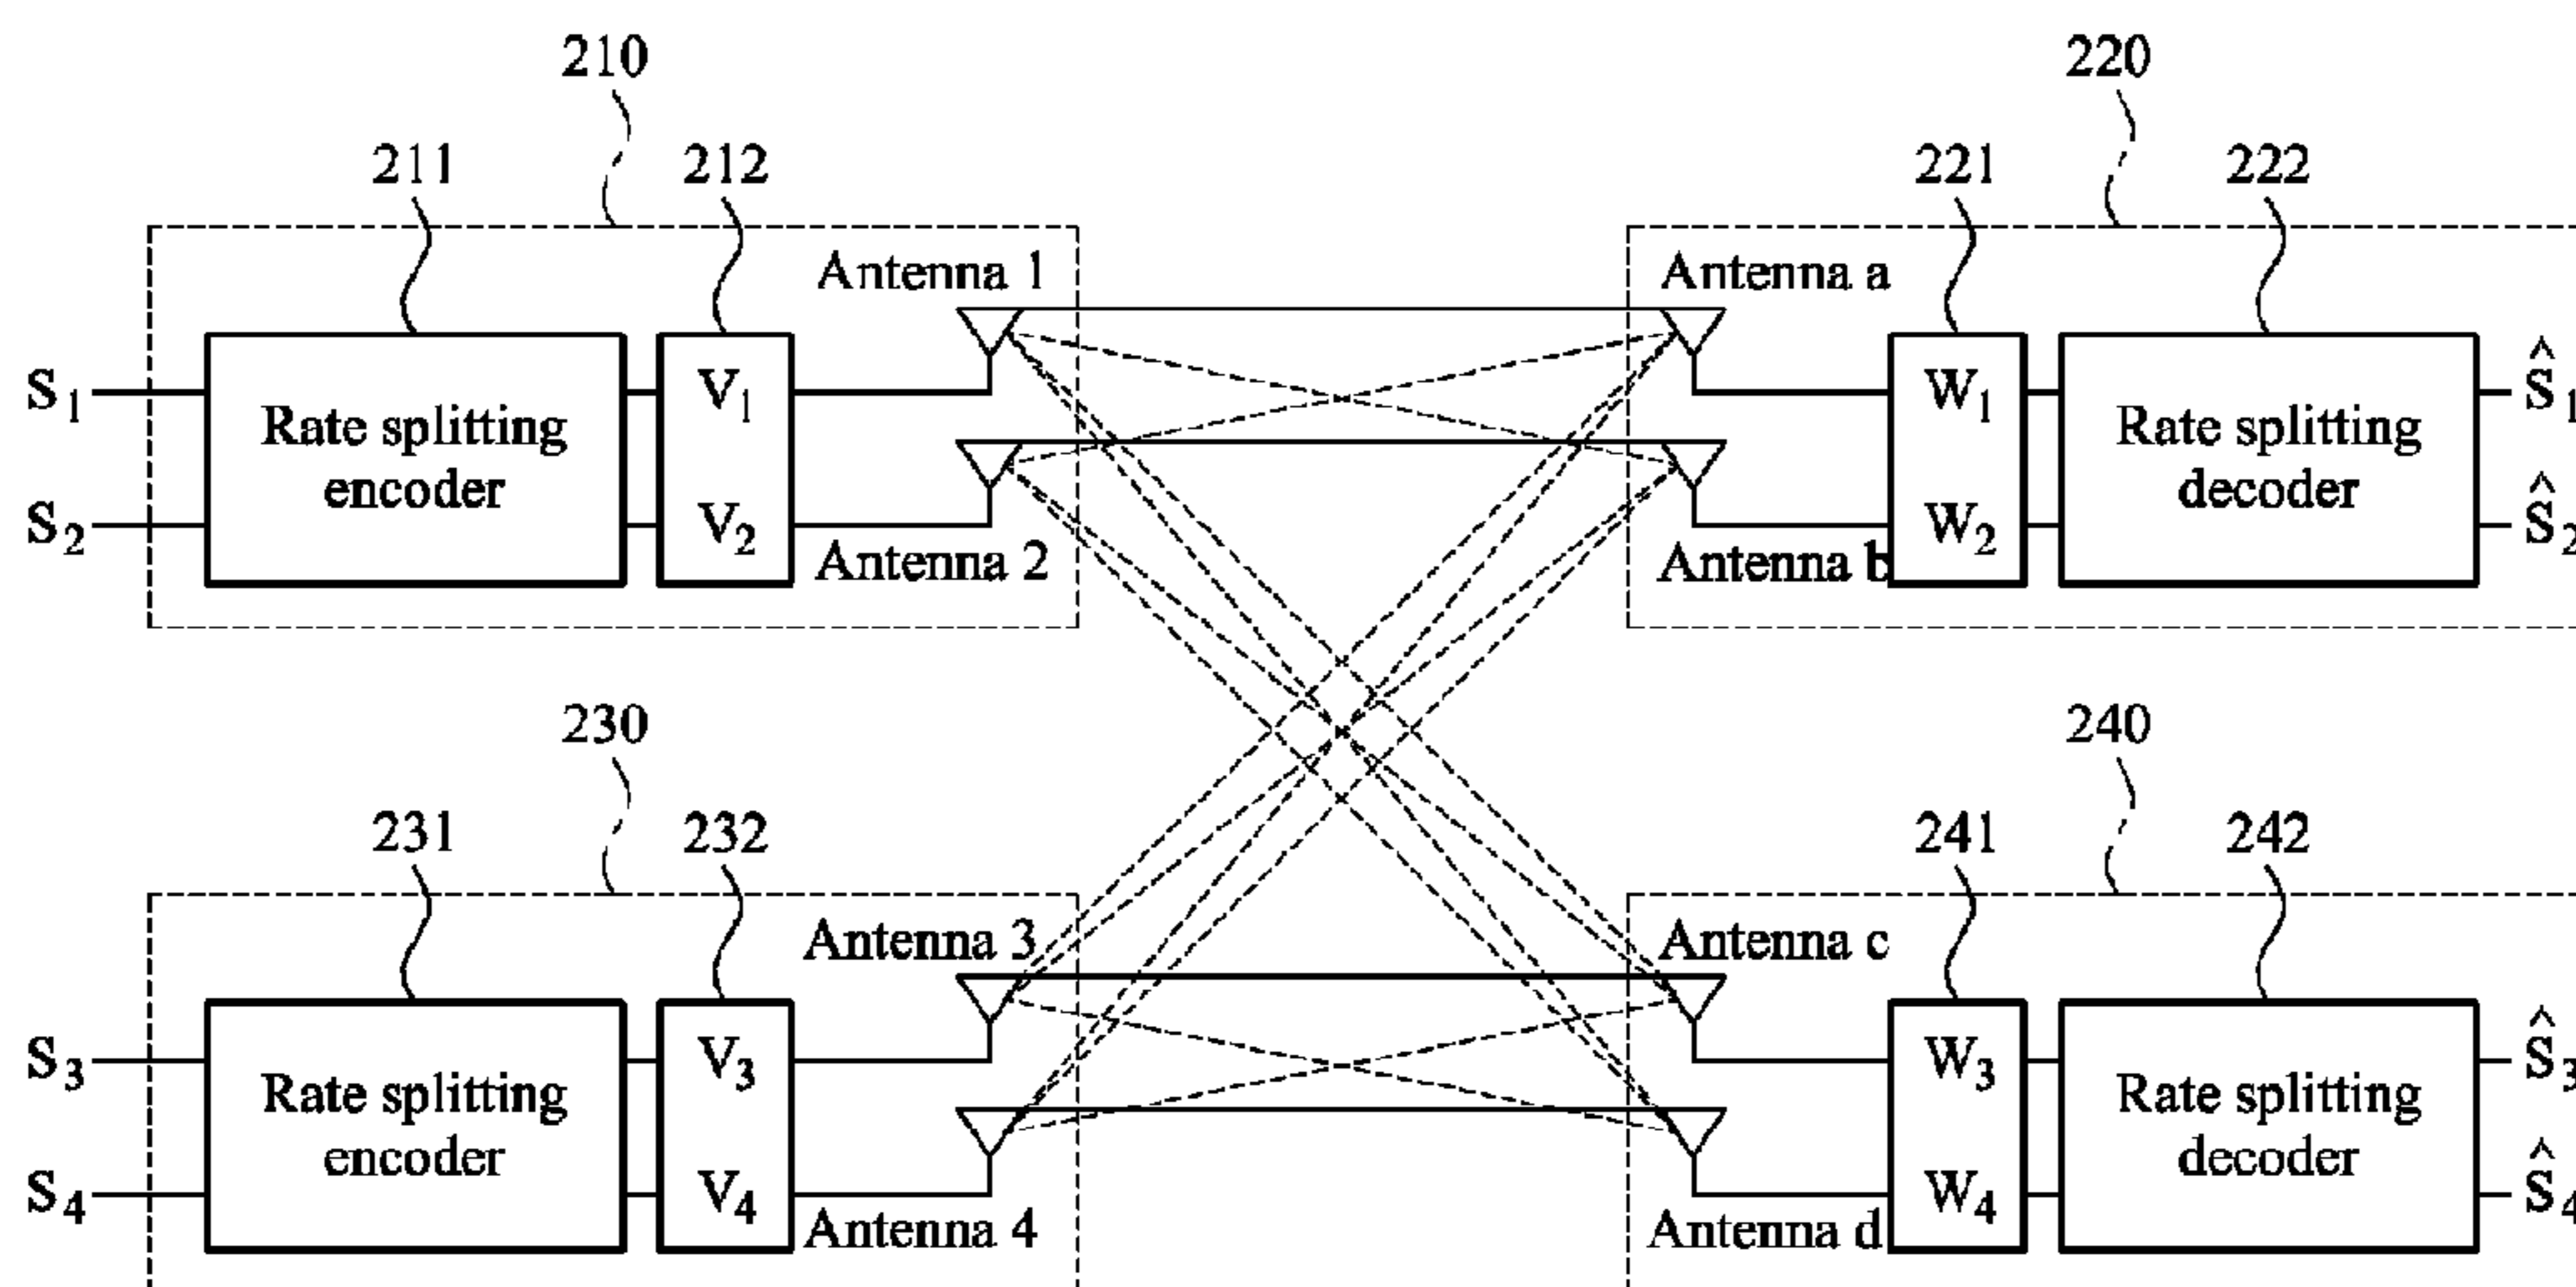 210
220
211
212
221
222
Antenna 1
Antenna a
S1
Rate splitting
encoder
V1
W1
Rate splitting
decoder
Ŝ1
S2
V2
W2
Ŝ2
Antenna 2
Antenna b
230
240
231
232
241
242
Antenna 3
Antenna c
S3
Rate splitting
encoder
V3
W3
Rate splitting
decoder
Ŝ3
S4
V4
W4
Ŝ4
Antenna 4
Antenna d